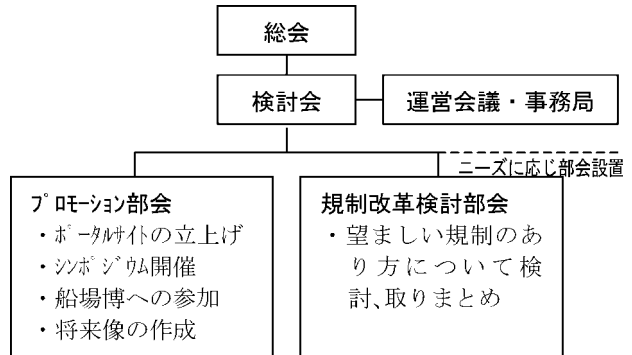 総会
検討会
運営会議・事務局
ニーズに応じ部会設置
プロモーション部会
・ポータルサイトの立上げ
・シンポジウム開催
・船場博への参加
・将来像の作成
規制改革検討部会
・望ましい規制のあ
り方について検
討、取りまとめ